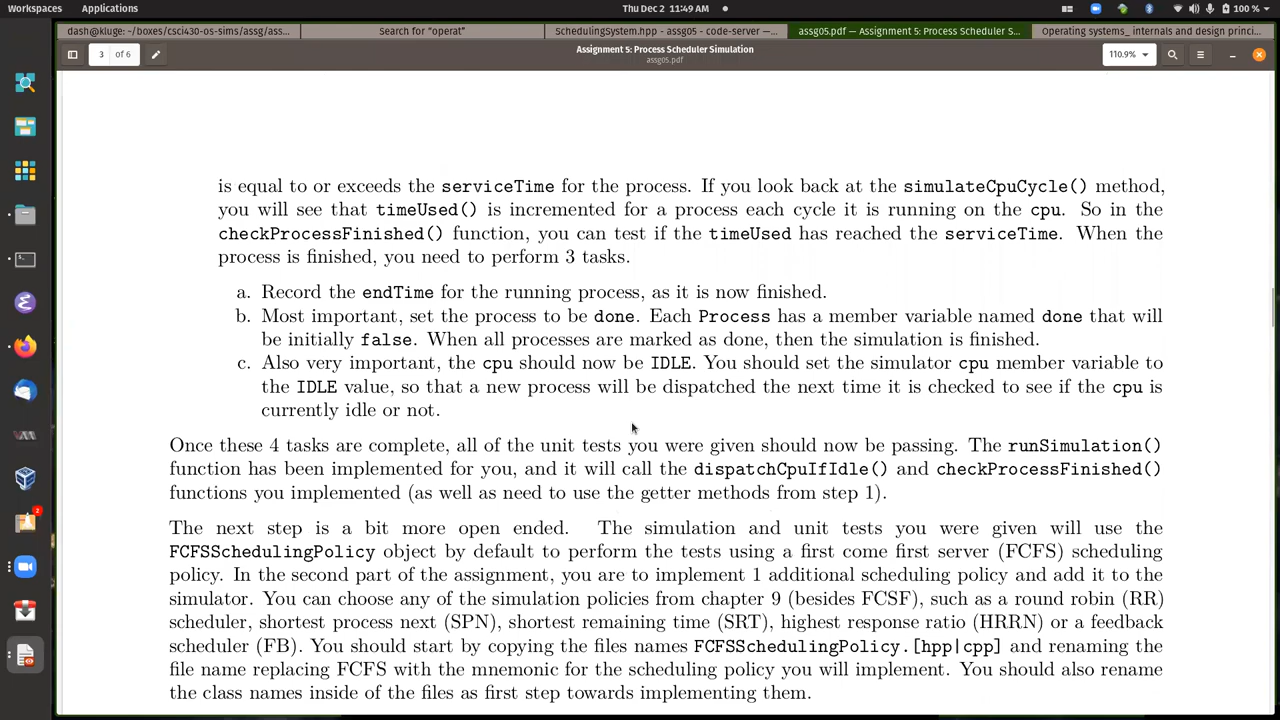 Workspaces Applications Thu Dec 2 11:49 AM 100 %
dash@kluge: ~/boxes/csci430-os-sims/assg/ass... search for "operat" SchedulingSystem.hpp - assg05 - code-server —... assg05.pdf — Assignment 5: Process Scheduler S... Operating systems_ internals and design princi...
3 of 6 Assignment 5: Process Scheduler Simulation 110.9%
assg05.pdf
is equal to or exceeds the serviceTime for the process. If you look back at the simulateCpuCycle() method,
you will see that timeUsed() is incremented for a process each cycle it is running on the cpu. So in the
checkProcessFinished() function, you can test if the timeUsed has reached the serviceTime. When the
process is finished, you need to perform 3 tasks.
a. Record the endTime for the running process, as it is now finished.
b. Most important, set the process to be done. Each Process has a member variable named done that will
be initially false. When all processes are marked as done, then the simulation is finished.
c. Also very important, the cpu should now be IDLE. You should set the simulator cpu member variable to
the IDLE value, so that a new process will be dispatched the next time it is checked to see if the cpu is
currently idle or not.
Once these 4 tasks are complete, all of the unit tests you were given should now be passing. The runSimulation()
function has been implemented for you, and it will call the dispatchCpuIfIdle() and checkProcessFinished()
functions you implemented (as well as need to use the getter methods from step 1).
The next step is a bit more open ended. The simulation and unit tests you were given will use the
FCFSSchedulingPolicy object by default to perform the tests using a first come first server (FCFS) scheduling
policy. In the second part of the assignment, you are to implement 1 additional scheduling policy and add it to the
simulator. You can choose any of the simulation policies from chapter 9 (besides FCSF), such as a round robin (RR)
scheduler, shortest process next (SPN), shortest remaining time (SRT), highest response ratio (HRRN) or a feedback
scheduler (FB). You should start by copying the files names FCFSSchedulingPolicy.[hpp|cpp] and renaming the
file name replacing FCFS with the mnemonic for the scheduling policy you will implement. You should also rename
the class names inside of the files as first step towards implementing them.
2